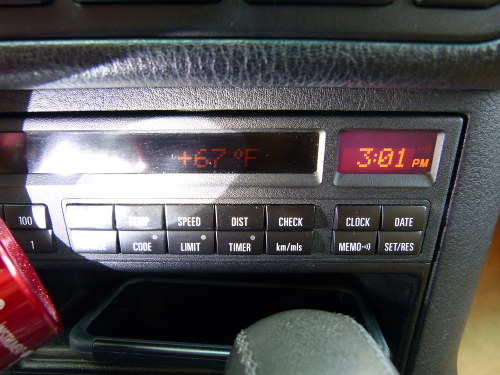 +67 °F
3:01 PM
100 TEMP SPEED DIST CHECK CLOCK DATE
1 CODE LIMIT TIMER km/mls MEMO SET/RES